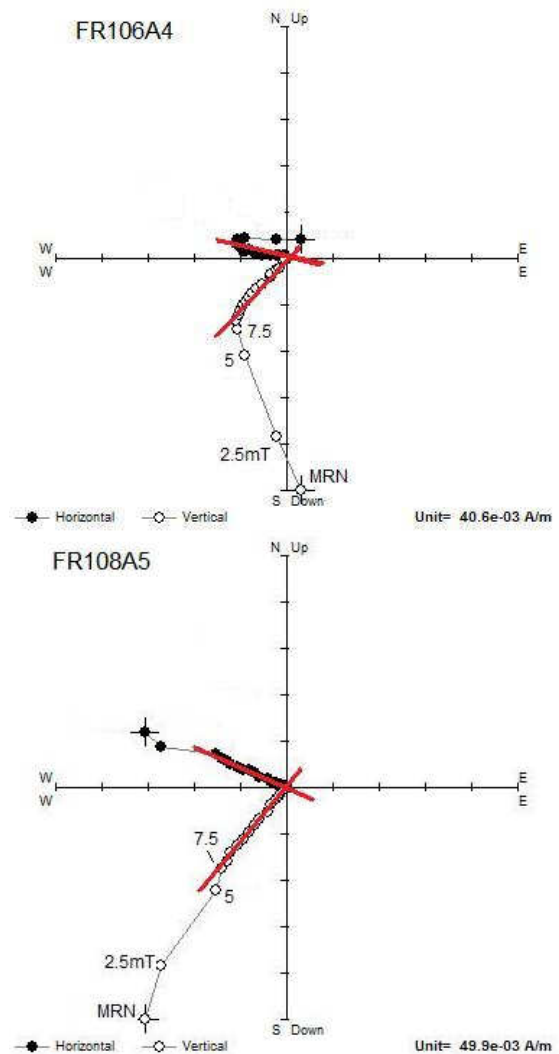 FR106A4
N Up
W E
W E
7.5
5
2.5mT
MRN
S Down
Horizontal Vertical Unit= 40.6e-03 A/m
FR108A5
N Up
W E
W E
7.5
5
2.5mT
MRN
S Down
Horizontal Vertical Unit= 49.9e-03 A/m